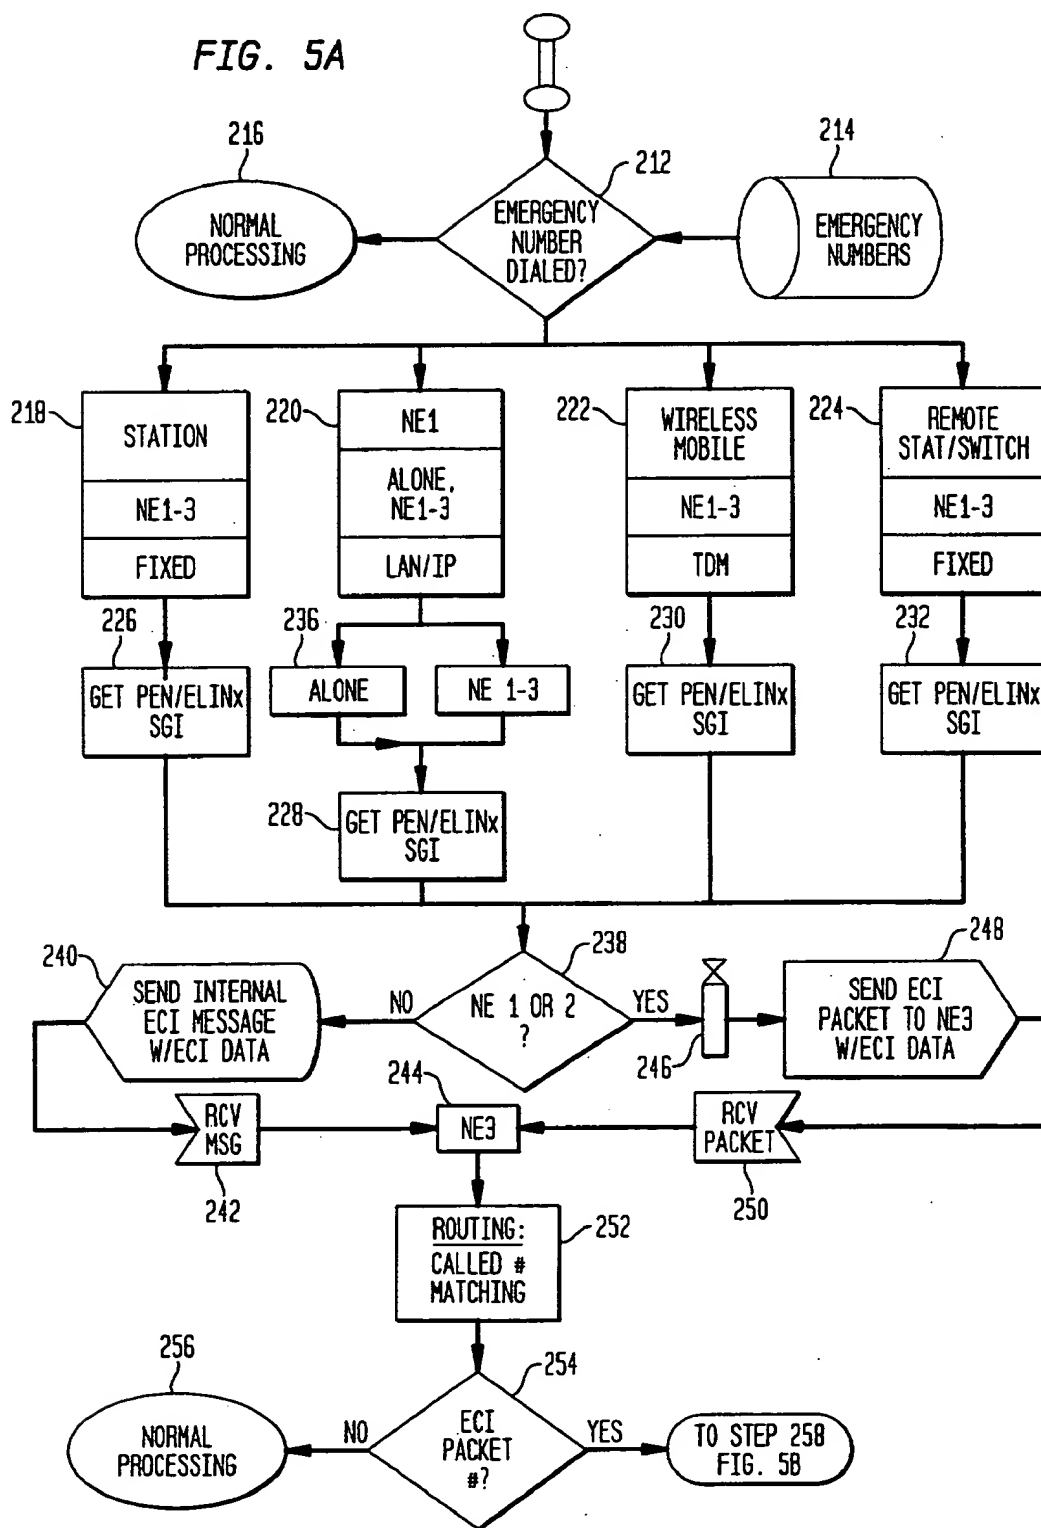 FIG. 5A
216
212
214
NORMAL
PROCESSING
EMERGENCY
NUMBER
DIALED?
EMERGENCY
NUMBERS
218
STATION
NE1-3
FIXED
220
NE1
ALONE,
NE1-3
LAN/IP
222
WIRELESS
MOBILE
NE1-3
TDM
224
REMOTE
STAT/SWITCH
NE1-3
FIXED
226
GET PEN/ELINx
SGI
236
ALONE
NE 1-3
230
GET PEN/ELINx
SGI
232
GET PEN/ELINx
SGI
228
GET PEN/ELINx
SGI
240
SEND INTERNAL
ECI MESSAGE
W/ECI DATA
NO
238
NE 1 OR 2
?
YES
246
248
SEND ECI
PACKET TO NE3
W/ECI DATA
RCV
MSG
242
244
NE3
RCV
PACKET
250
ROUTING:
CALLED #
MATCHING
252
256
NORMAL
PROCESSING
NO
254
ECI
PACKET
#?
YES
TO STEP 258
FIG. 5B